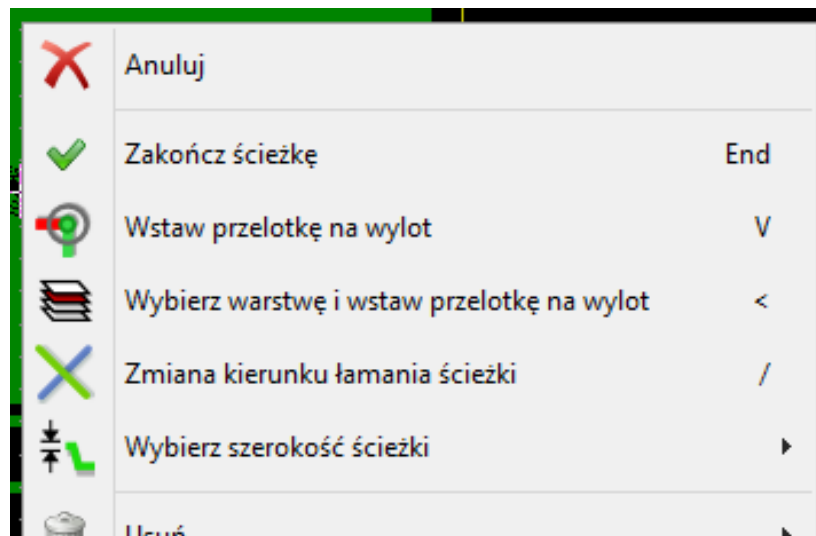 Anuluj
Zakończ ścieżkę End
Wstaw przelotkę na wylot V
Wybierz warstwę i wstaw przelotkę na wylot <
Zmiana kierunku łamania ścieżki /
Wybierz szerokość ścieżki
Usuń